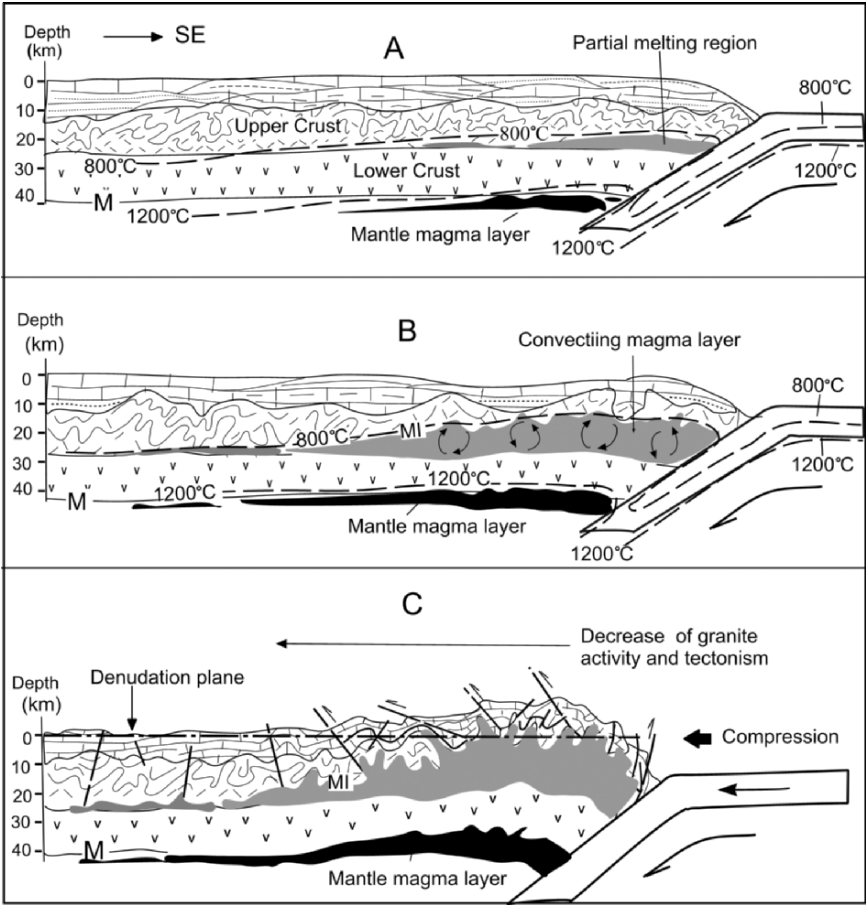 A
Depth
(km)
SE
Partial melting region
0
10
20
30
40
Upper Crust
800℃
800℃
800℃
Lower Crust
M
1200℃
1200℃
1200℃
Mantle magma layer
B
Depth
(km)
Convectiing magma layer
0
10
20
30
40
800℃
MI
800℃
1200℃
1200℃
M
Mantle magma layer
1200℃
C
Decrease of granite
activity and tectonism
Denudation plane
Depth
(km)
0
10
20
30
40
Compression
MI
M
Mantle magma layer